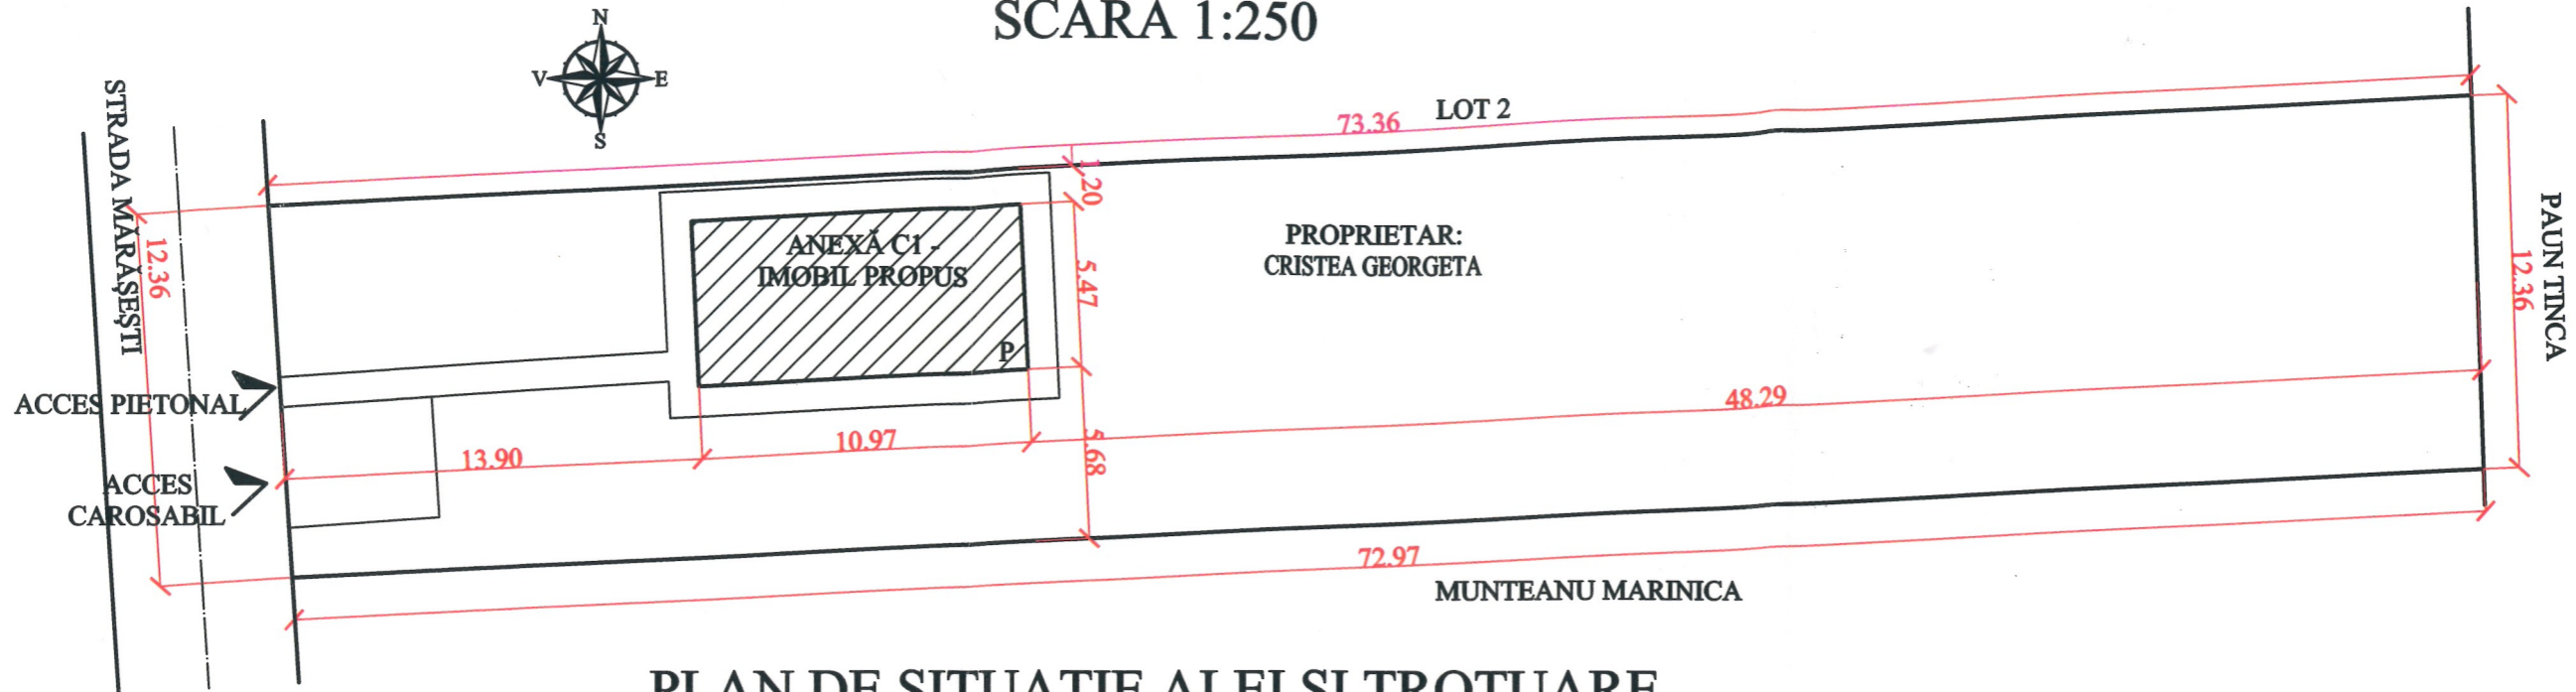 SCARA 1:250
N
V
E
S
STRADA MĂRĂȘEȘTI
73.36
LOT 2
1.20
12.36
ANEXĂ C1 -
IMOBIL PROPUS
P
5.47
PROPRIETAR:
CRISTEA GEORGETA
PAUN TINCA
12.36
ACCES PIETONAL
48.29
13.90
10.97
5.68
ACCES
CAROSABIL
72.97
MUNTEANU MARINICA
PLAN DE SITUATIE ALEI SI TROTUARE